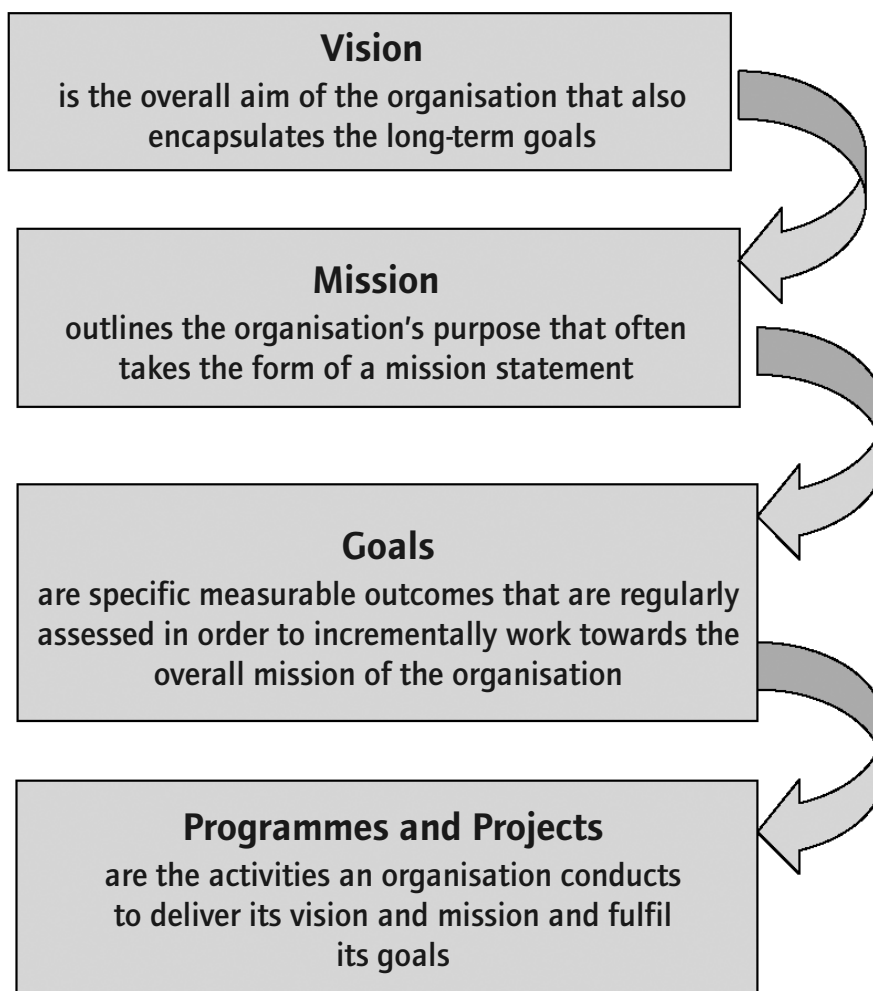 Vision
is the overall aim of the organisation that also
encapsulates the long-term goals
Mission
outlines the organisation's purpose that often
takes the form of a mission statement
Goals
are specific measurable outcomes that are regularly
assessed in order to incrementally work towards the
overall mission of the organisation
Programmes and Projects
are the activities an organisation conducts
to deliver its vision and mission and fulfil
its goals